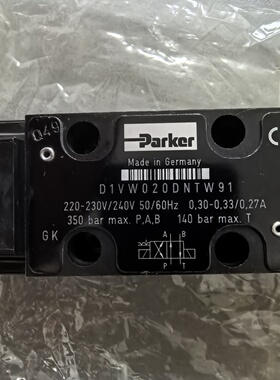 049
Parker
Made in Germany
D1VW020DNTW91
220-230V/240V 50/60Hz 0,30-0,33/0,27A
350 bar max. P,A,B 140 bar max. T
GK
A B
P T